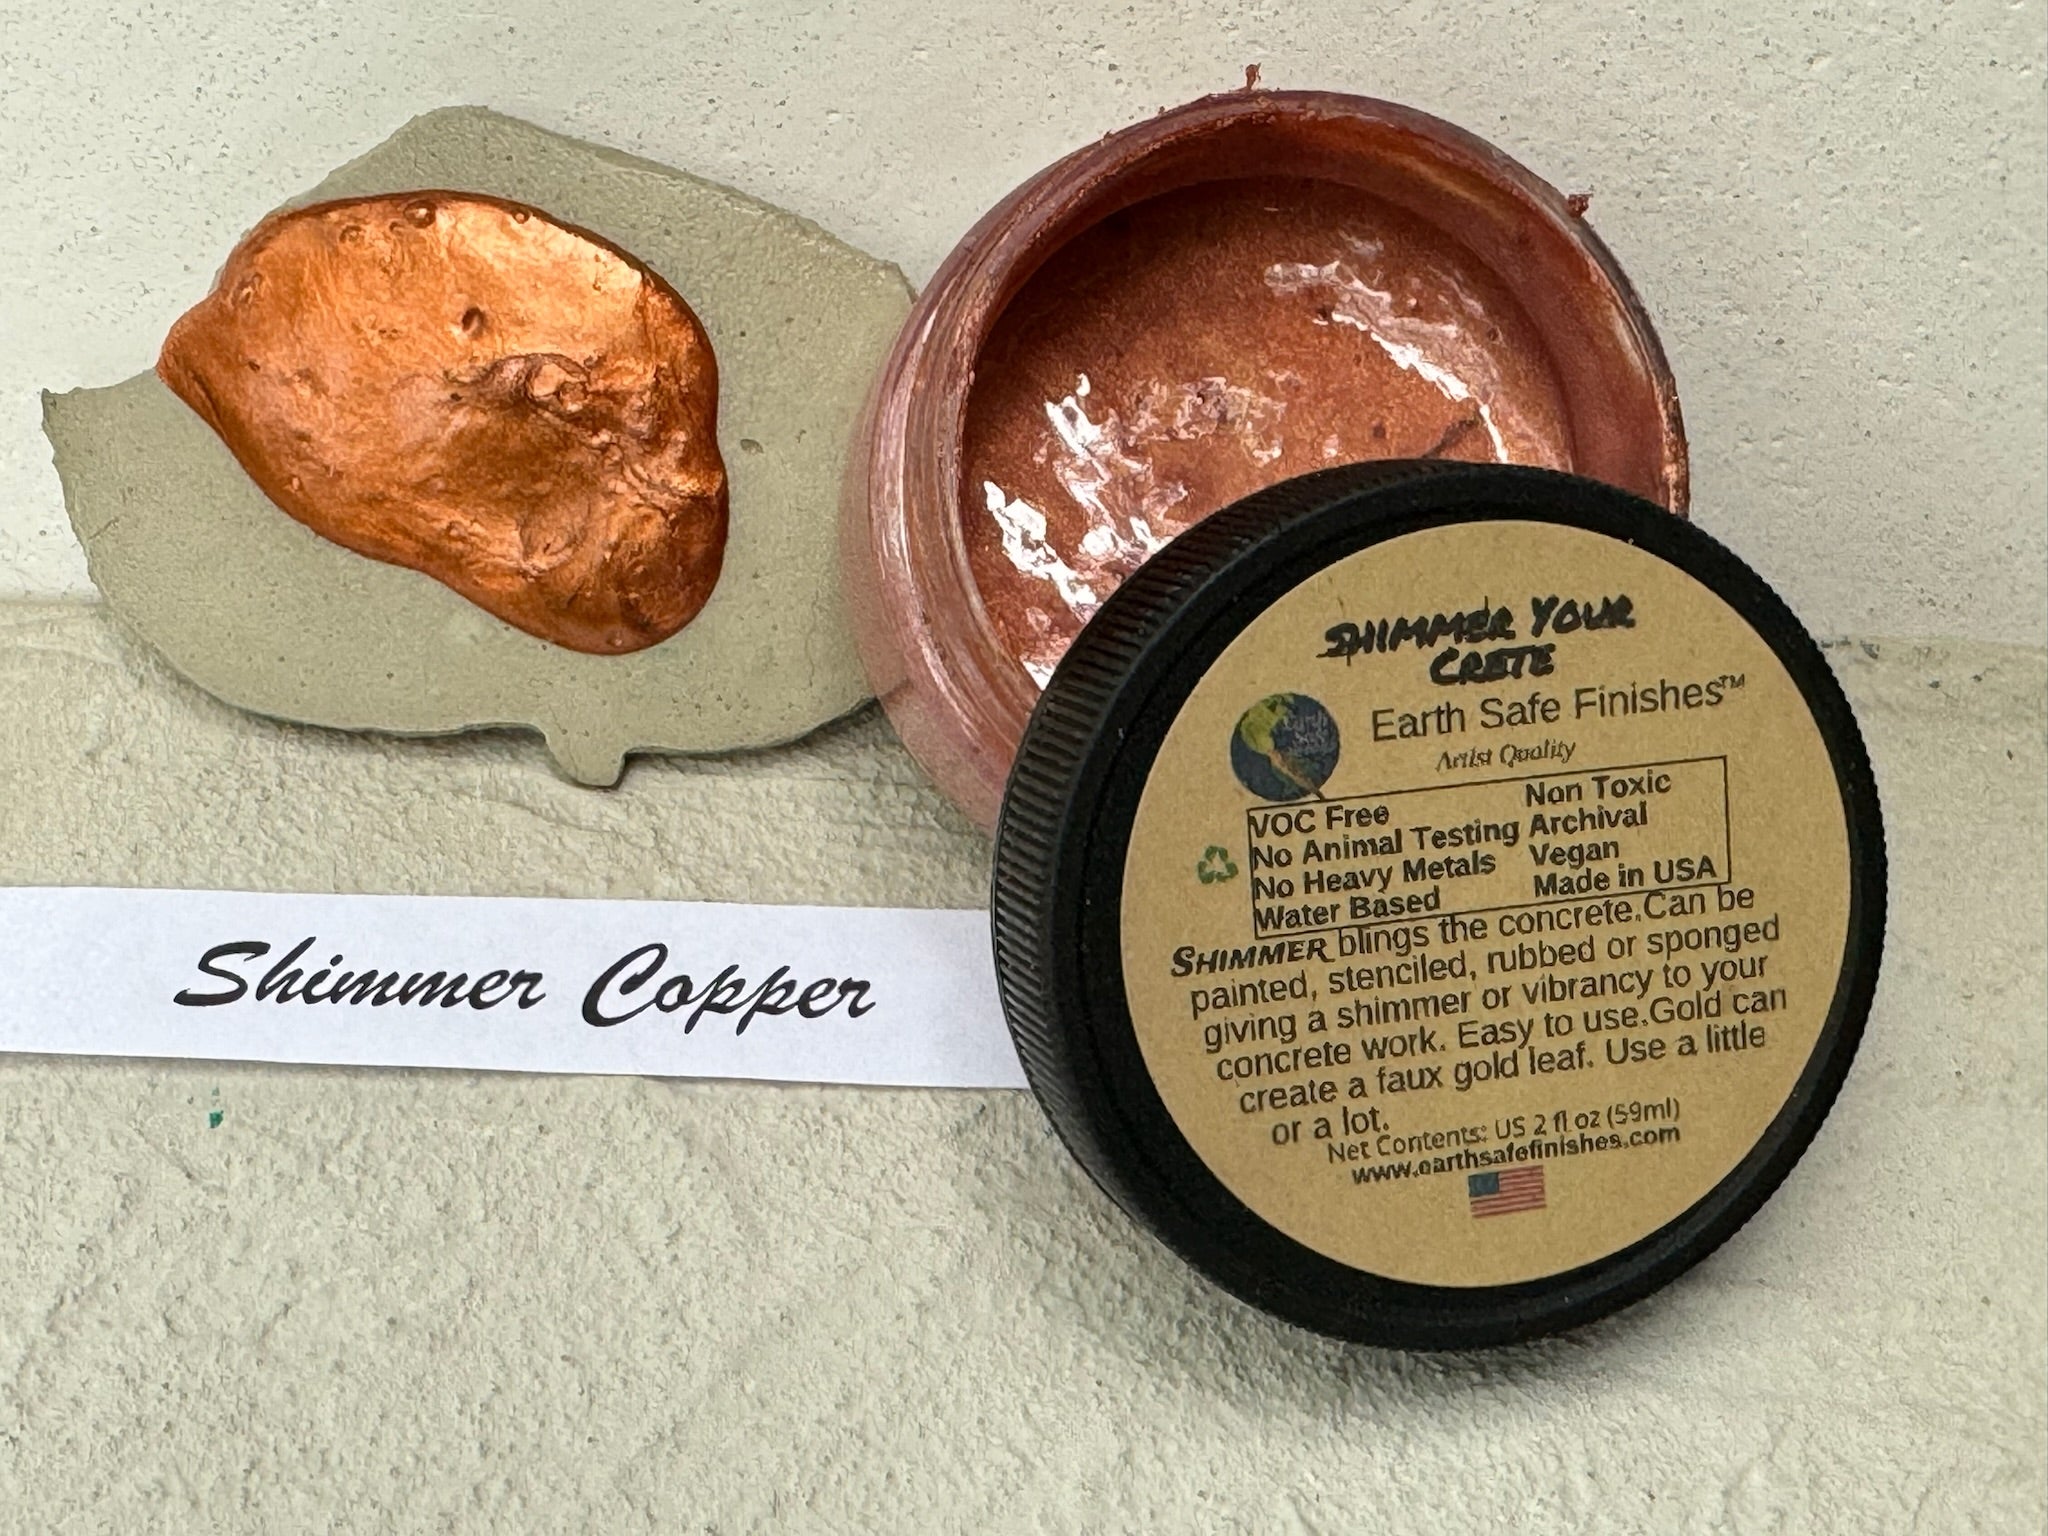 Shimmer Copper
SHIMMER YOUR
CRETE
Earth Safe Finishes™
Artist Quality
VOC Free
No Animal Testing
No Heavy Metals
Water Based
Non Toxic
Archival
Vegan
Made in USA
SHIMMER blings the concrete.Can be
painted, stenciled, rubbed or sponged
giving a shimmer or vibrancy to your
concrete work. Easy to use.Gold can
create a faux gold leaf. Use a little
or a lot.
Net Contents: US 2 fl oz (59ml)
www.earthsafefinishes.com